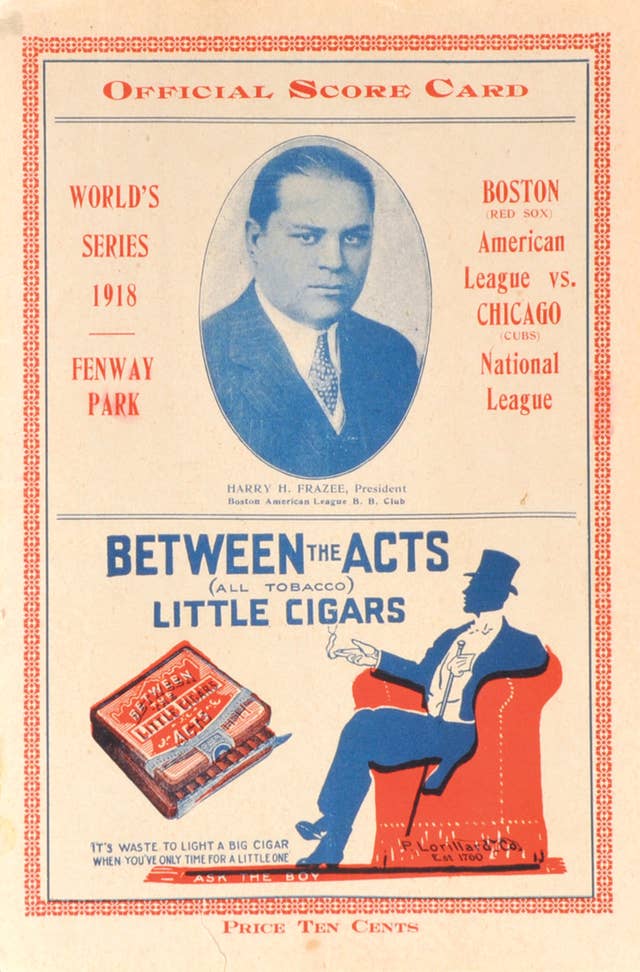 OFFICIAL SCORE CARD
WORLD'S
SERIES
1918
FENWAY
PARK
BOSTON
(RED SOX)
American
League vs.
CHICAGO
(CUBS)
National
League
HARRY H. FRAZEE, President
Boston American League B. B. Club
BETWEEN THE ACTS
(ALL TOBACCO)
LITTLE CIGARS
BETWEEN
THE
LITTLE CIGARS
ACTS
IT'S WASTE TO LIGHT A BIG CIGAR
WHEN YOU'VE ONLY TIME FOR A LITTLE ONE
ASK THE BOY
P. Lorillard Co.
Est 1760
PRICE TEN CENTS